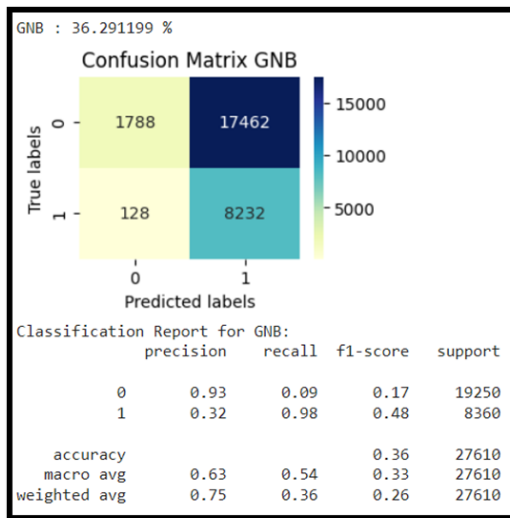 GNB : 36.291199 %
Confusion Matrix GNB
True labels
0 1788 17462
1 128 8232
0 1
Predicted labels
15000
10000
5000
Classification Report for GNB:
precision recall f1-score support
0 0.93 0.09 0.17 19250
1 0.32 0.98 0.48 8360
accuracy 0.36 27610
macro avg 0.63 0.54 0.33 27610
weighted avg 0.75 0.36 0.26 27610